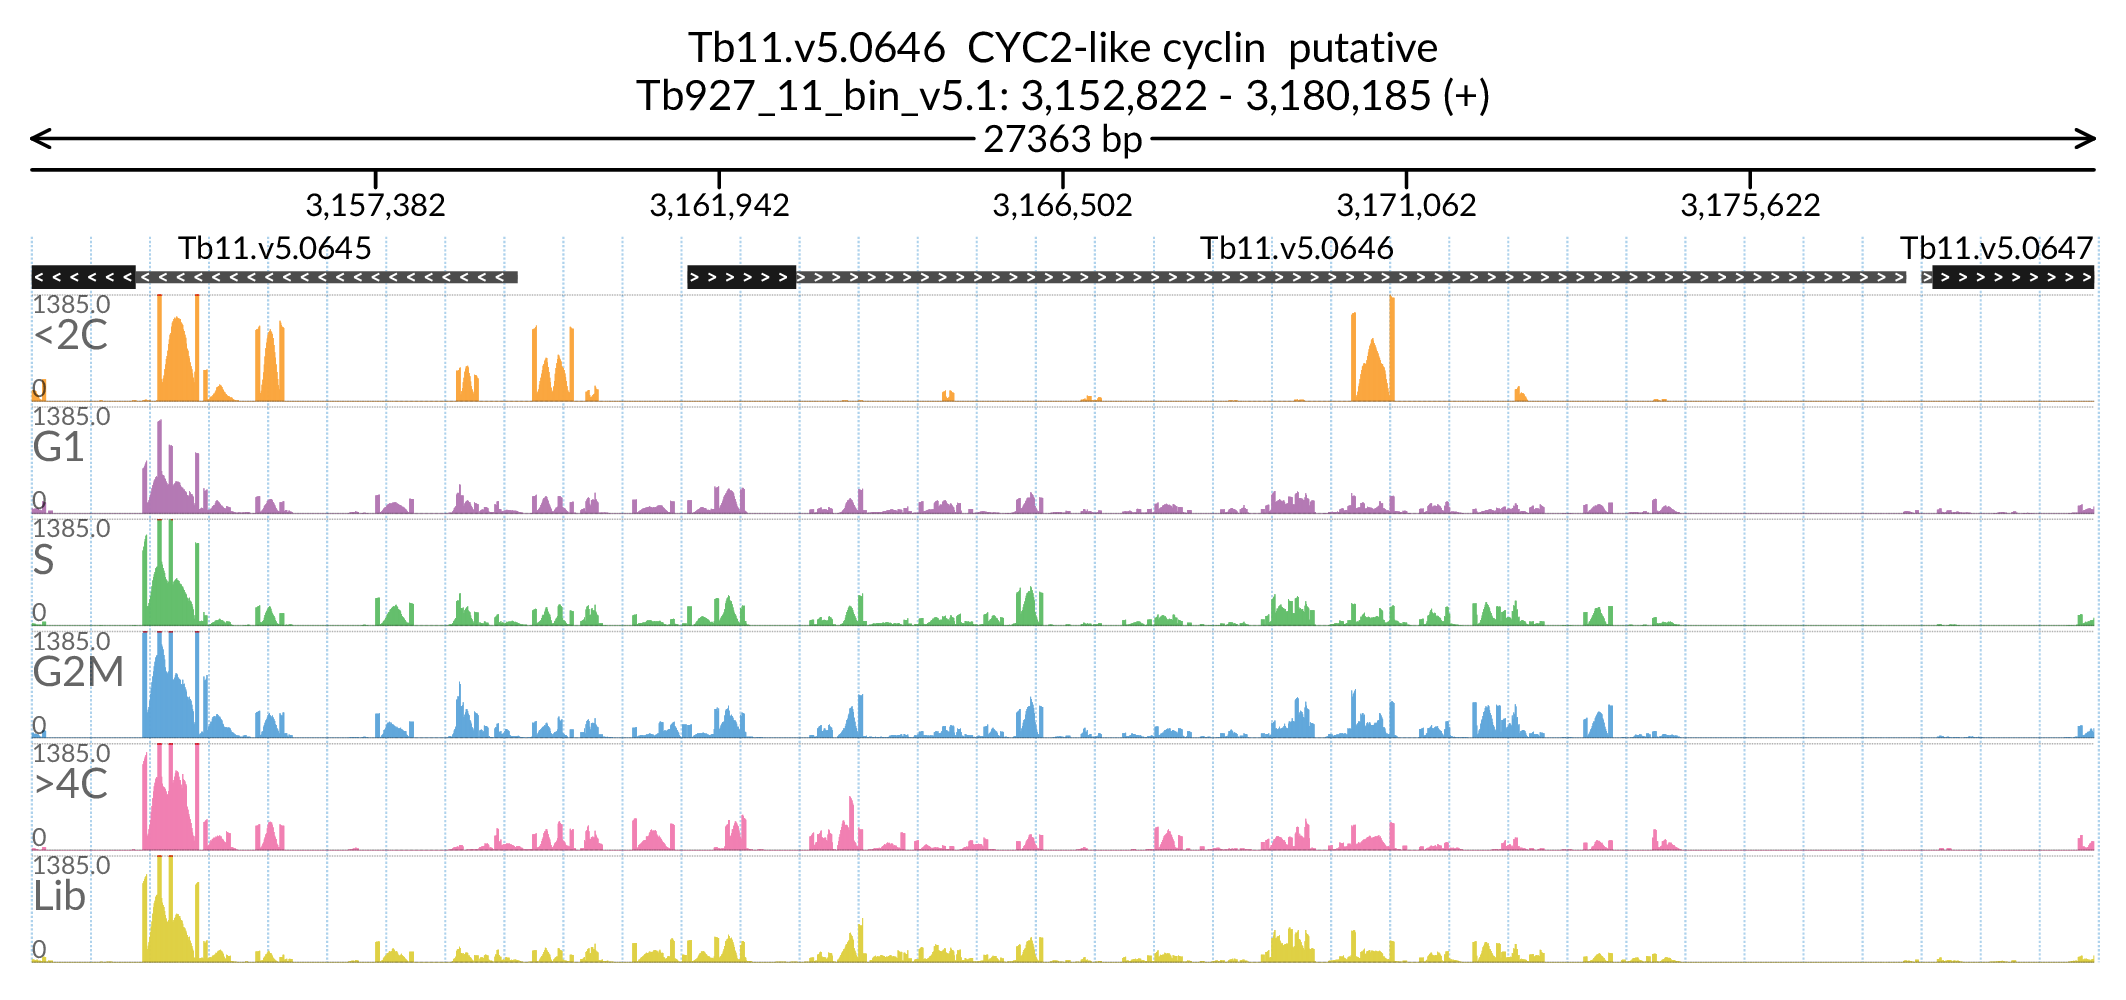 Tb11.v5.0646  CYC2-like cyclin  putative
Tb927_11_bin_v5.1: 3,152,822 - 3,180,185 (+)
27363 bp
3,157,382
3,161,942
3,166,502
3,171,062
3,175,622
Tb11.v5.0645
Tb11.v5.0646
Tb11.v5.0647
1385.0
<2C
0
1385.0
G1
0
1385.0
S
0
1385.0
G2M
0
1385.0
>4C
0
1385.0
Lib
0